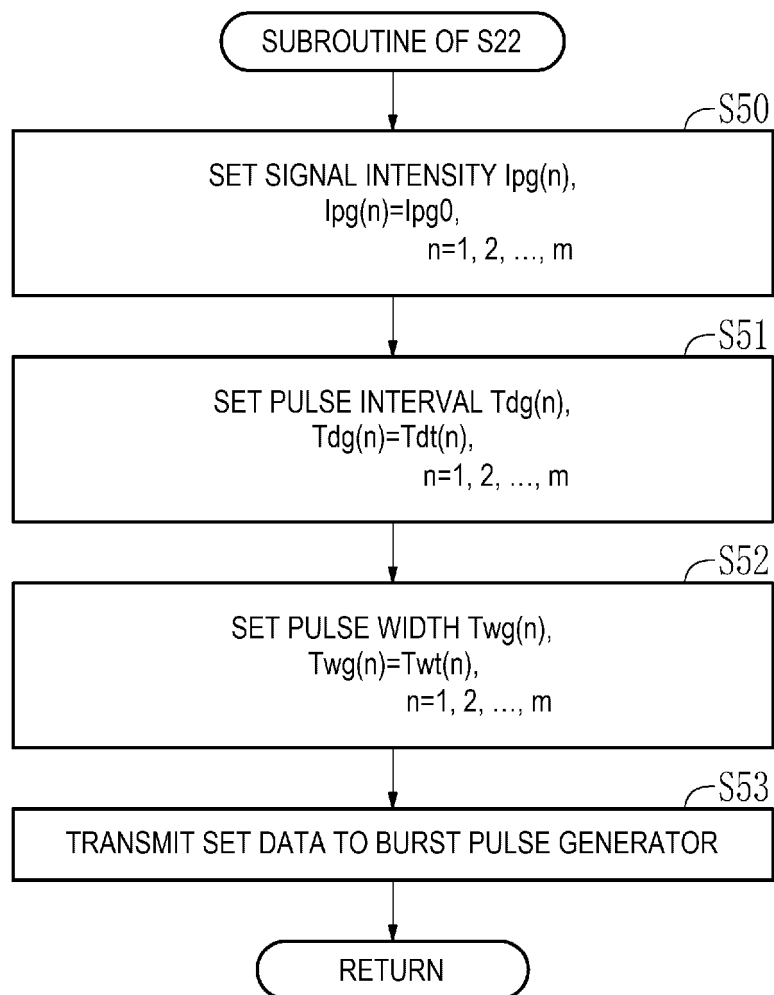 SUBROUTINE OF S22
S50
SET SIGNAL INTENSITY Ipg(n),
Ipg(n)=Ipg0,
n=1, 2, ..., m
S51
SET PULSE INTERVAL Tdg(n),
Tdg(n)=Tdt(n),
n=1, 2, ..., m
S52
SET PULSE WIDTH Twg(n),
Twg(n)=Twt(n),
n=1, 2, ..., m
S53
TRANSMIT SET DATA TO BURST PULSE GENERATOR
RETURN